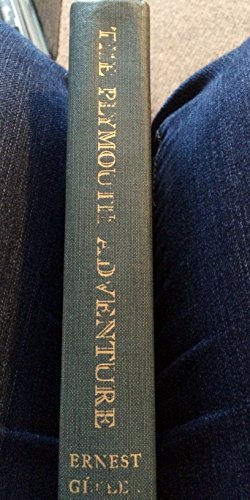 THE PLYMOUTH ADVENTURE
ERNEST